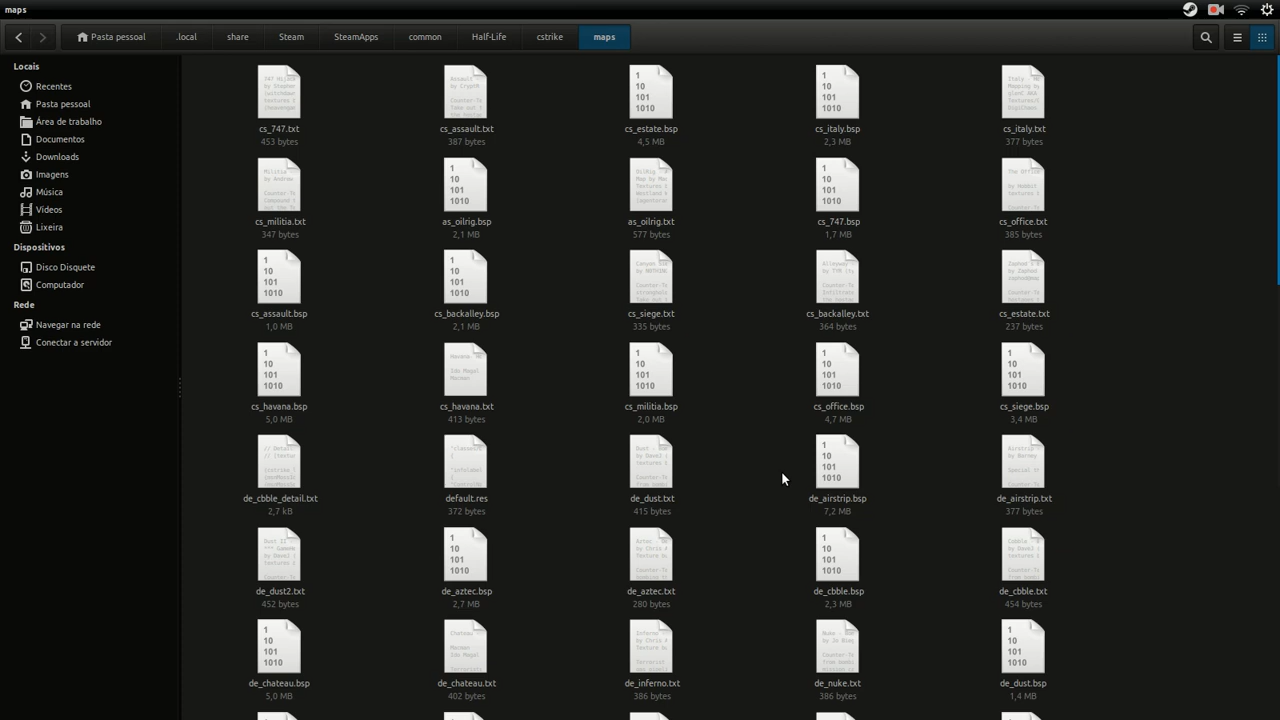 maps
Pasta pessoal
.local
share
Steam
SteamApps
common
Half-Life
cstrike
maps
Locais
Recentes
Pasta pessoal
Área de trabalho
Documentos
Downloads
Imagens
Música
Vídeos
Lixeira
Dispositivos
Disco Disquete
Computador
Rede
Navegar na rede
Conectar a servidor
cs_747.txt
453 bytes
cs_assault.txt
387 bytes
cs_estate.bsp
4,5 MB
cs_italy.bsp
2,3 MB
cs_italy.txt
377 bytes
cs_militia.txt
347 bytes
as_oilrig.bsp
2,1 MB
as_oilrig.txt
577 bytes
cs_747.bsp
1,7 MB
cs_office.txt
385 bytes
cs_assault.bsp
1,0 MB
cs_backalley.bsp
2,1 MB
cs_siege.txt
335 bytes
cs_backalley.txt
364 bytes
cs_estate.txt
237 bytes
cs_havana.bsp
5,0 MB
cs_havana.txt
413 bytes
cs_militia.bsp
2,0 MB
cs_office.bsp
4,7 MB
cs_siege.bsp
3,4 MB
de_cbble_detail.txt
2,7 kB
default.res
372 bytes
de_dust.txt
415 bytes
de_airstrip.bsp
7,2 MB
de_airstrip.txt
377 bytes
de_dust2.txt
452 bytes
de_aztec.bsp
2,7 MB
de_aztec.txt
280 bytes
de_cbble.bsp
2,3 MB
de_cbble.txt
454 bytes
de_chateau.bsp
5,0 MB
de_chateau.txt
402 bytes
de_inferno.txt
386 bytes
de_nuke.txt
386 bytes
de_dust.bsp
1,4 MB